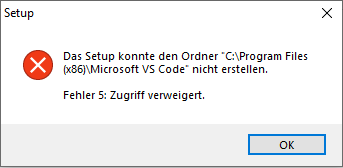 Setup
Das Setup konnte den Ordner "C:\Program Files
(x86)\Microsoft VS Code" nicht erstellen.
Fehler 5: Zugriff verweigert.
OK